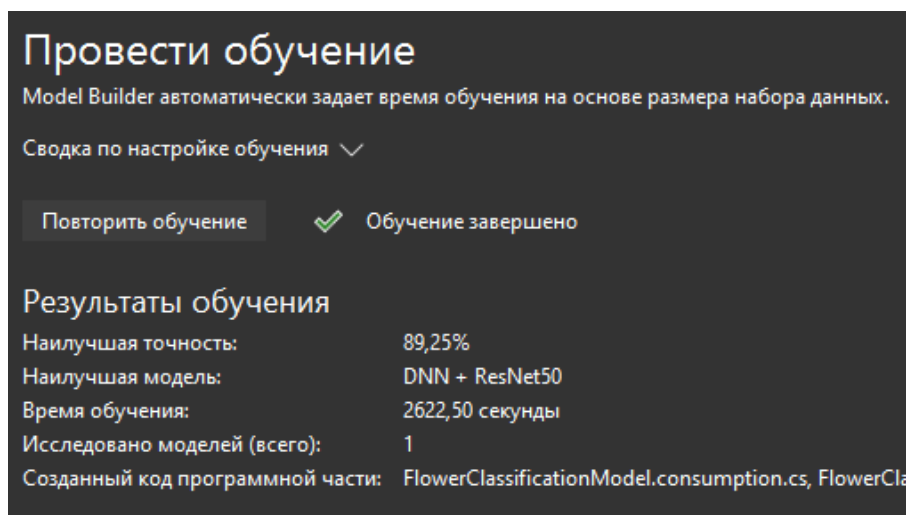 Провести обучение
Model Builder автоматически задает время обучения на основе размера набора данных.
Сводка по настройке обучения
Повторить обучение Обучение завершено
Результаты обучения
Наилучшая точность: 89,25%
Наилучшая модель: DNN + ResNet50
Время обучения: 2622,50 секунды
Исследовано моделей (всего): 1
Созданный код программной части: FlowerClassificationModel.consumption.cs, FlowerCla